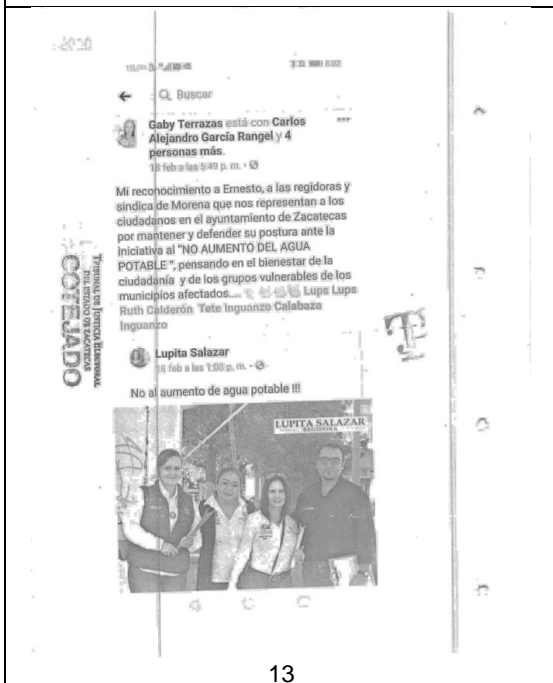 8:02
Buscar
Gaby Terrazas está con Carlos
Alejandro García Rangel y 4
personas más.
18 feb a las 5:49 p. m.
Mi reconocimiento a Ernesto, a las regidoras y
sindica de Morena que nos representan a los
ciudadanos en el ayuntamiento de Zacatecas
por mantener y defender su postura ante la
iniciativa al "NO AUMENTO DEL AGUA
POTABLE ", pensando en el bienestar de la
ciudadanía y de los grupos vulnerables de los
municipios afectados.... Lups Lups
Ruth Calderón Tete Inguanzo Calabaza
Inguanzo
TRIBUNAL DE JUSTICIA ELECTORAL
DEL ESTADO DE ZACATECAS
COTEJADO
Lupita Salazar
feb a las 1:00 p. m.
No al aumento de agua potable !!!
LUPITA SALAZAR
REGIDORA
13